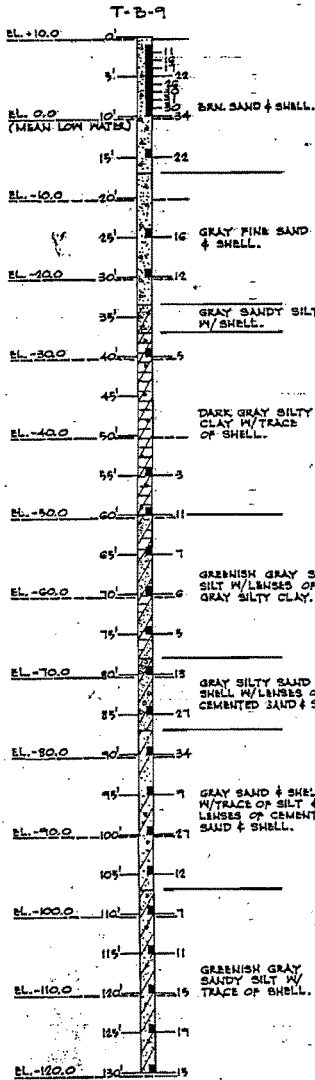 T-B-9
EL. +10.0 0'
11
5' 22
EL. 0.0 10' 34 BRN. SAND & SHELL.
(MEAN LOW WATER)
15' 22
EL. -10.0 20'
25' 16 GRAY FINE SAND
& SHELL.
EL. -20.0 30' 12
35' GRAY SANDY SILT
W/SHELL.
EL. -30.0 40' 5
45'
DARK GRAY SILTY
CLAY W/TRACE
OF SHELL.
EL. -40.0 50'
55' 3
EL. -50.0 60' 11
65' 7
GREENISH GRAY S
SILT W/LENSES OF
GRAY SILTY CLAY.
EL. -60.0 70' 6
75' 5
EL. -70.0 80' 13
GRAY SILTY SAND
SHELL W/LENSES O
CEMENTED SAND & S
85' 27
EL. -80.0 90' 34
95' 9
GRAY SAND & SHEL
W/TRACE OF SILT &
LENSES OF CEMENT
SAND & SHELL.
EL. -90.0 100' 27
105' 12
EL. -100.0 110' 7
115' 11
GREENISH GRAY
SANDY SILT W/
TRACE OF SHELL.
EL. -110.0 120' 15
125' 19
EL. -120.0 130' 15